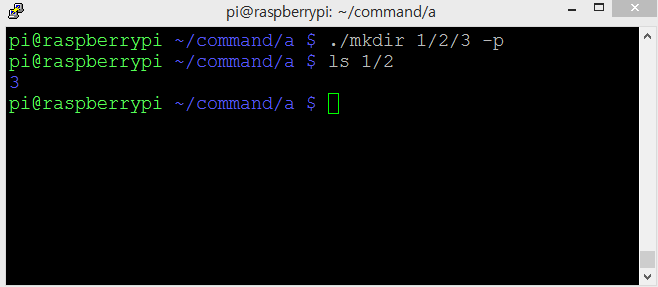 pi@raspberrypi: ~/command/a
pi@raspberrypi ~/command/a $ ./mkdir 1/2/3 -p
pi@raspberrypi ~/command/a $ ls 1/2
3
pi@raspberrypi ~/command/a $